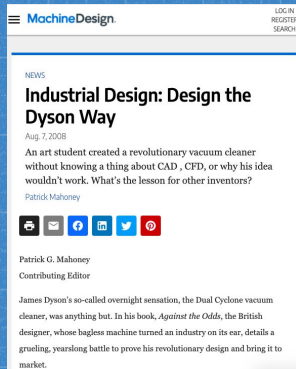 MachineDesign.
LOG IN
REGISTER
SEARCH
NEWS
Industrial Design: Design the
Dyson Way
Aug. 7, 2008
An art student created a revolutionary vacuum cleaner
without knowing a thing about CAD , CFD, or why his idea
wouldn't work. What's the lesson for other inventors?
Patrick Mahoney
Patrick G. Mahoney
Contributing Editor
James Dyson's so-called overnight sensation, the Dual Cyclone vacuum
cleaner, was anything but. In his book, Against the Odds, the British
designer, whose bagless machine turned an industry on its ear, details a
grueling, yearslong battle to prove his revolutionary design and bring it to
market.